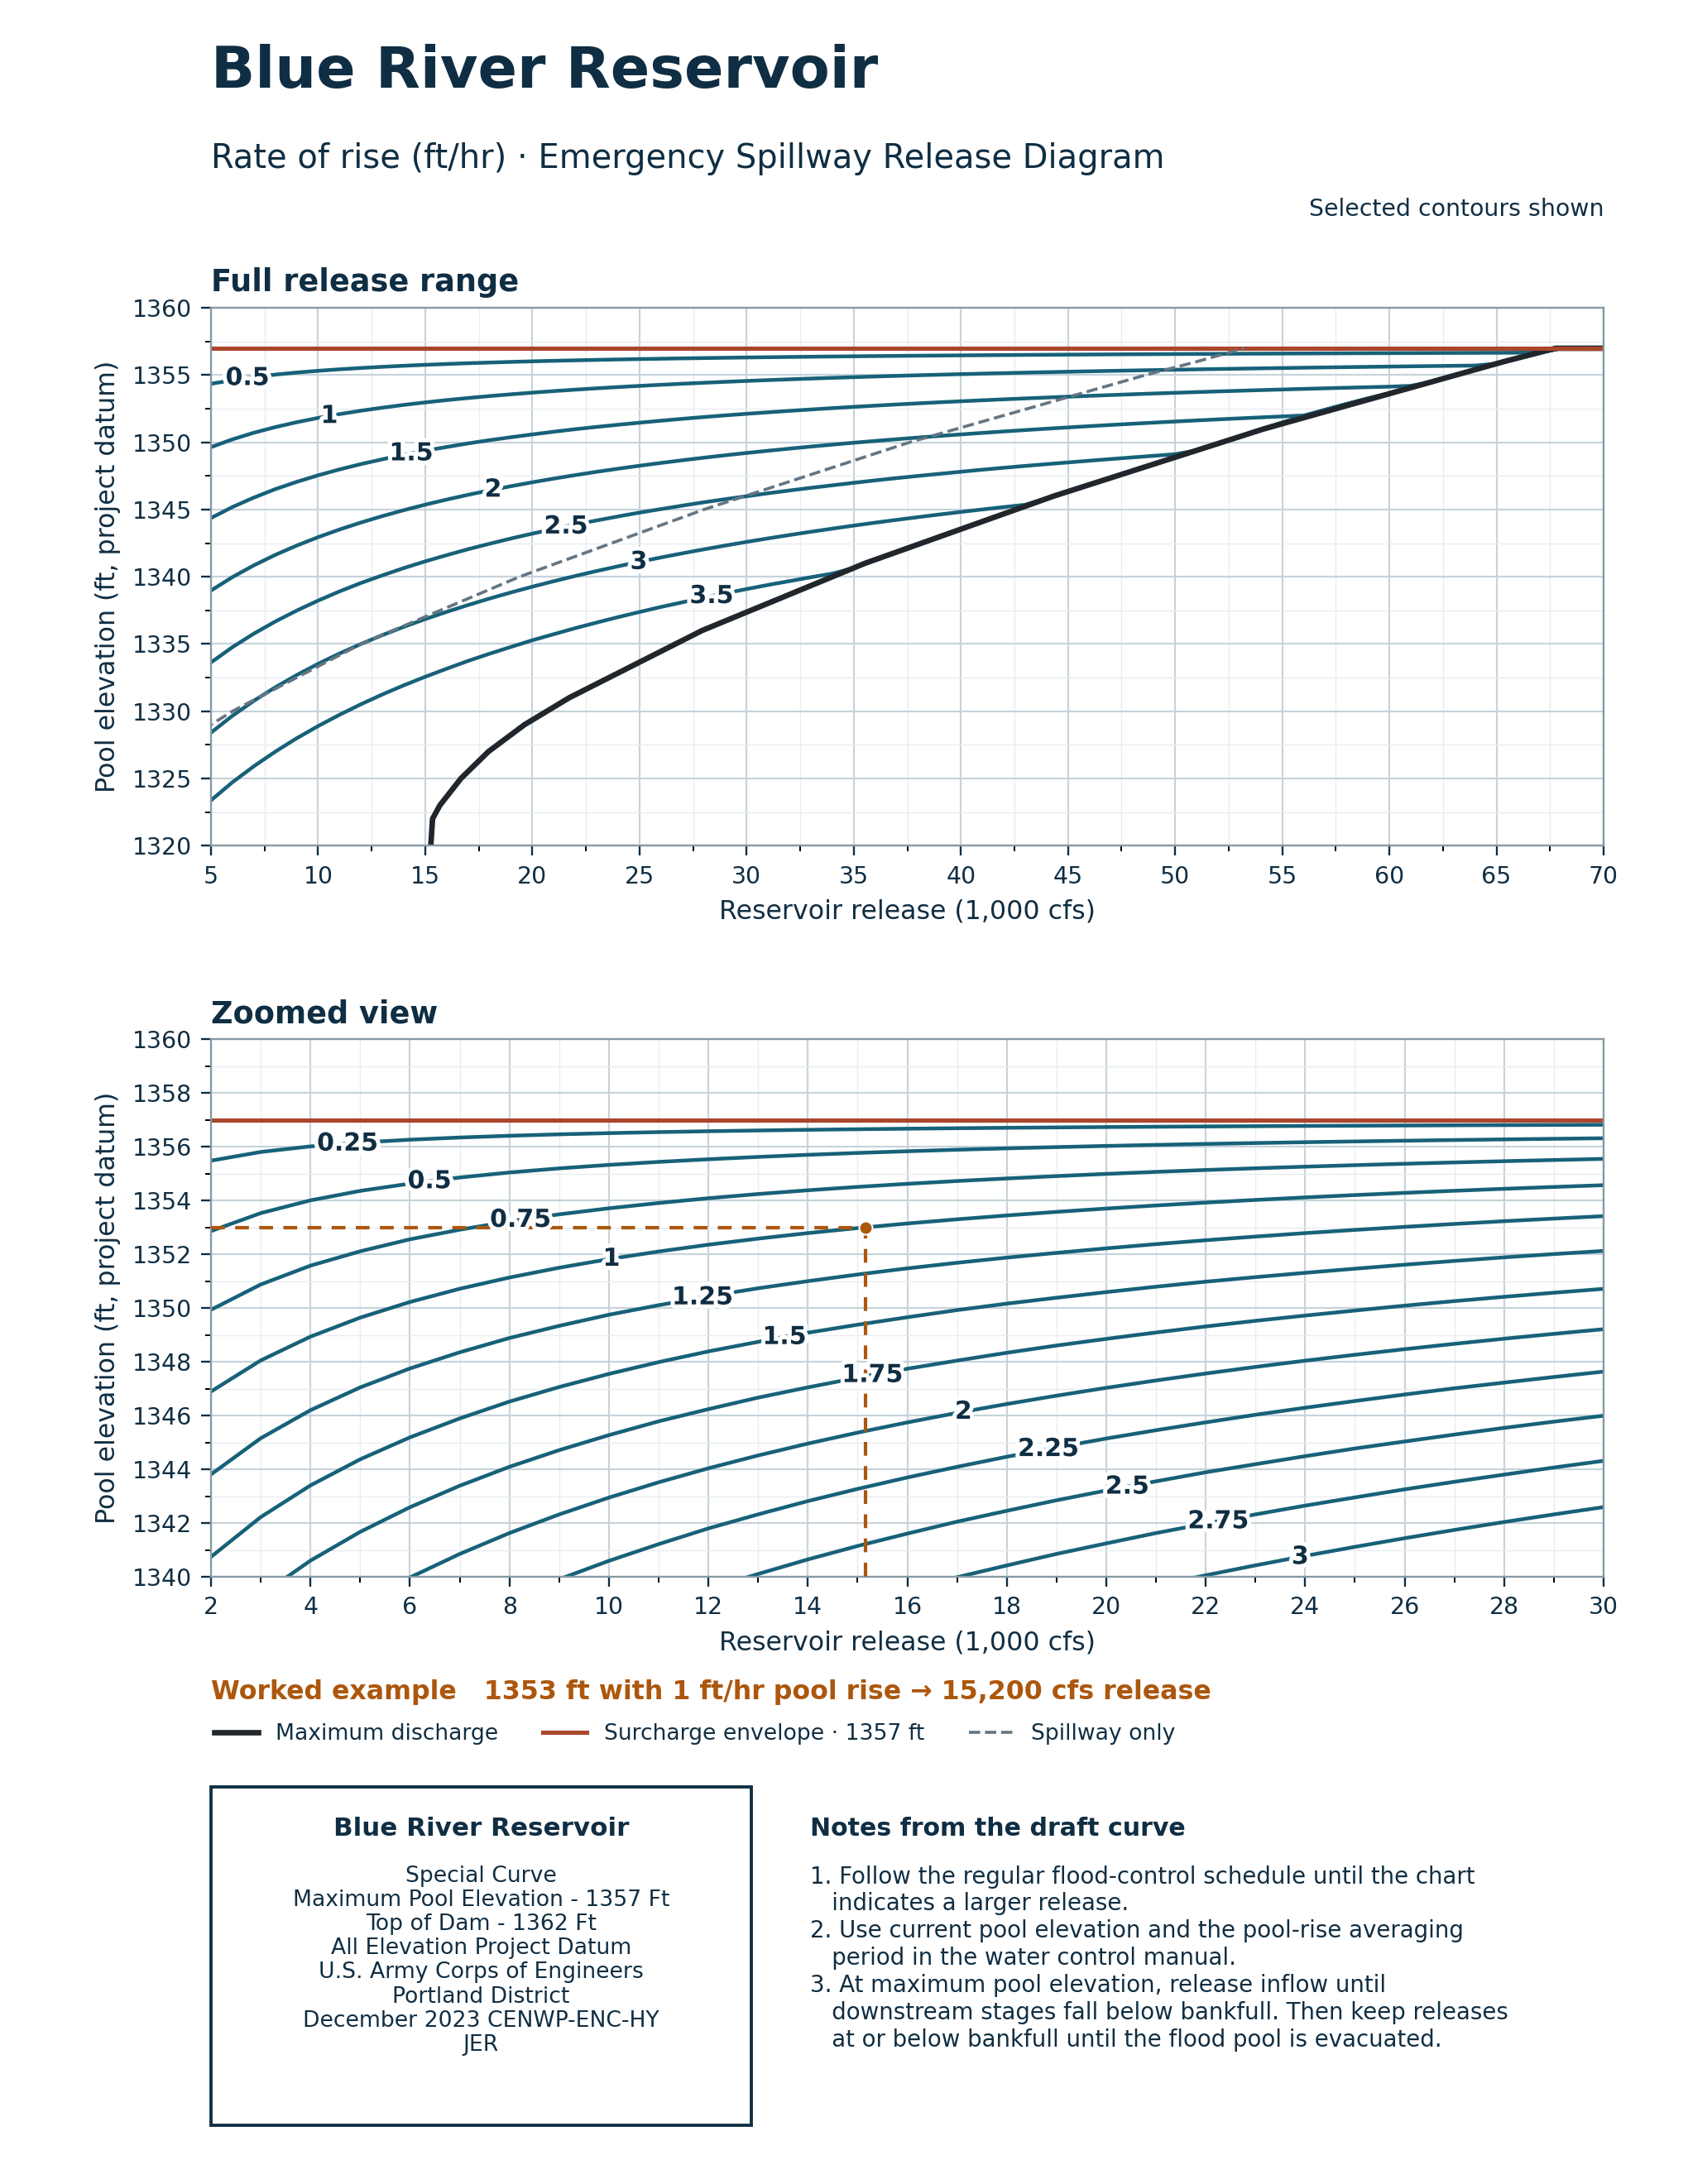 Blue River Reservoir
Rate of rise (ft/hr) · Emergency Spillway Release Diagram
Selected contours shown
Full release range
Pool elevation (ft, project datum)
1360
1355
1350
1345
1340
1335
1330
1325
1320
0.5
1
1.5
2
2.5
3
3.5
5 10 15 20 25 30 35 40 45 50 55 60 65 70
Reservoir release (1,000 cfs)
Zoomed view
Pool elevation (ft, project datum)
1360
1358
1356
1354
1352
1350
1348
1346
1344
1342
1340
0.25
0.5
0.75
1
1.25
1.5
1.75
2
2.25
2.5
2.75
3
2 4 6 8 10 12 14 16 18 20 22 24 26 28 30
Reservoir release (1,000 cfs)
Worked example 1353 ft with 1 ft/hr pool rise → 15,200 cfs release
Maximum discharge Surcharge envelope · 1357 ft Spillway only
Blue River Reservoir
Special Curve
Maximum Pool Elevation - 1357 Ft
Top of Dam - 1362 Ft
All Elevation Project Datum
U.S. Army Corps of Engineers
Portland District
December 2023 CENWP-ENC-HY
JER
Notes from the draft curve
1. Follow the regular flood-control schedule until the chart
indicates a larger release.
2. Use current pool elevation and the pool-rise averaging
period in the water control manual.
3. At maximum pool elevation, release inflow until
downstream stages fall below bankfull. Then keep releases
at or below bankfull until the flood pool is evacuated.